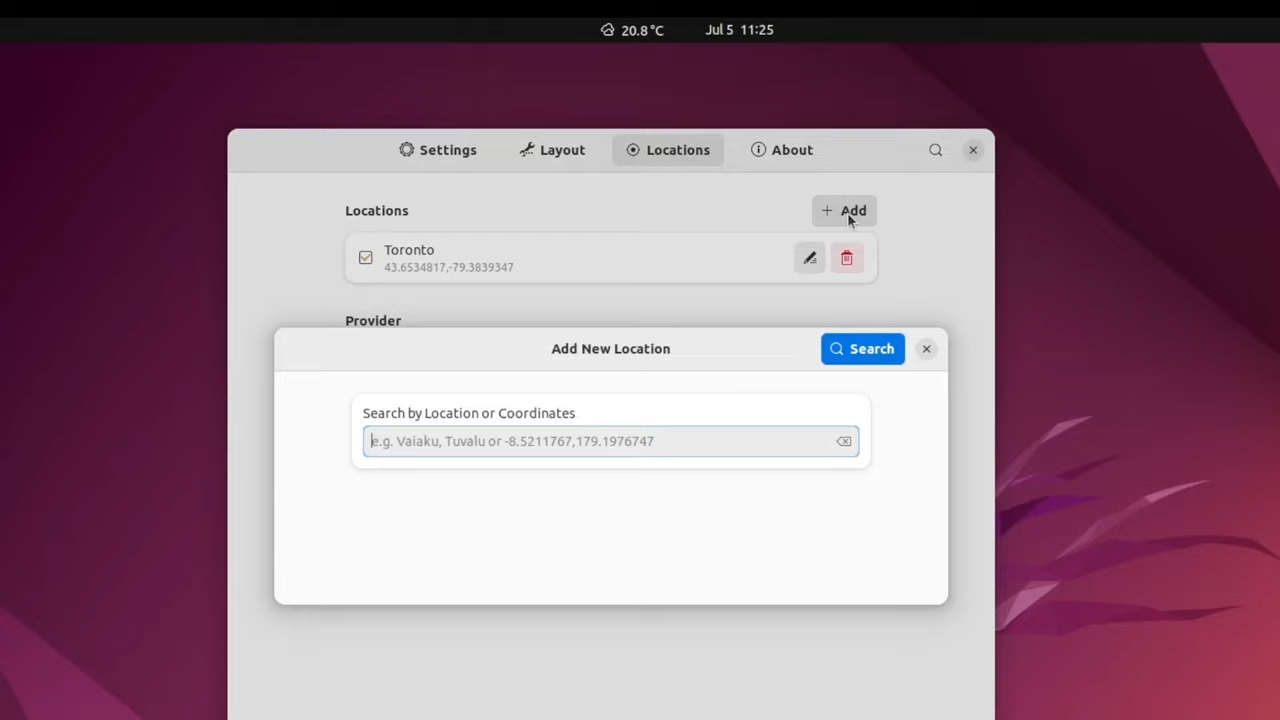 20.8 °C Jul 5 11:25
Settings Layout Locations About
Locations
Add
Toronto
43.6534817,-79.3839347
Provider
Add New Location
Search
Search by Location or Coordinates
e.g. Vaiaku, Tuvalu or -8.5211767,179.1976747